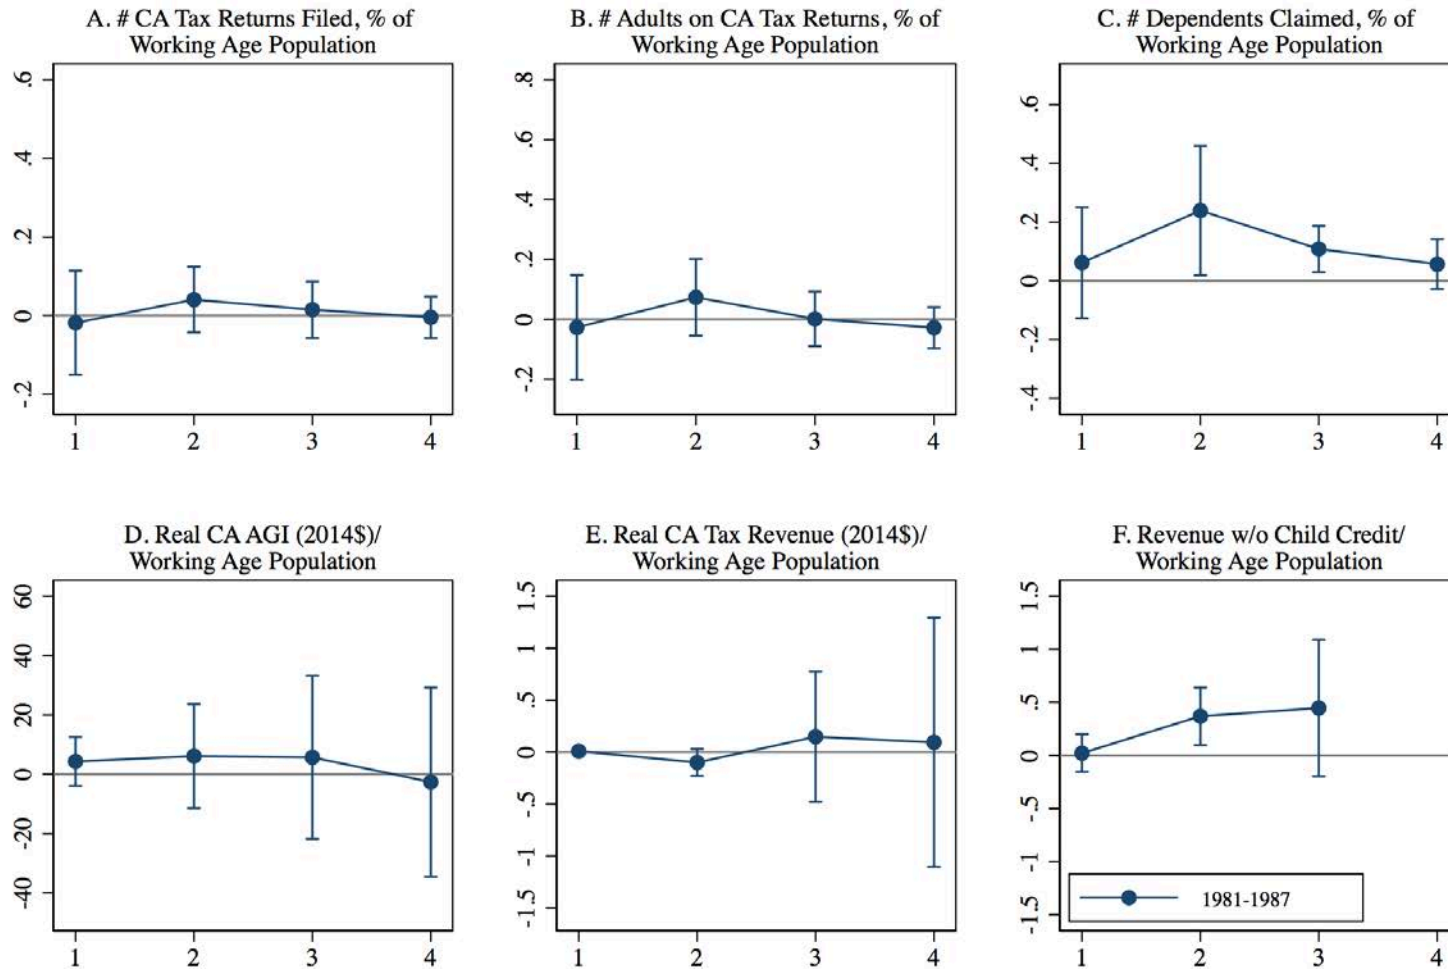 A. # CA Tax Returns Filed, % of
Working Age Population
.6
.4
.2
0
-.2
1 2 3 4
B. # Adults on CA Tax Returns, % of
Working Age Population
.8
.6
.4
.2
0
-.2
1 2 3 4
C. # Dependents Claimed, % of
Working Age Population
.6
.4
.2
0
-.2
-.4
1 2 3 4
D. Real CA AGI (2014$)/
Working Age Population
60
40
20
0
-20
-40
1 2 3 4
E. Real CA Tax Revenue (2014$)/
Working Age Population
1.5
1
.5
0
-.5
-1
-1.5
1 2 3 4
F. Revenue w/o Child Credit/
Working Age Population
1.5
1
.5
0
-.5
-1
-1.5
1981-1987
1 2 3 4